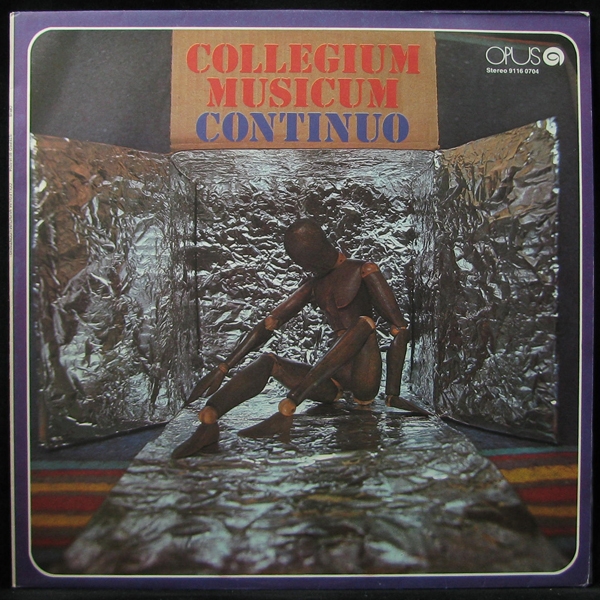 COLLEGIUM
MUSICUM
CONTINUO
OPUS
Stereo 9116 0704